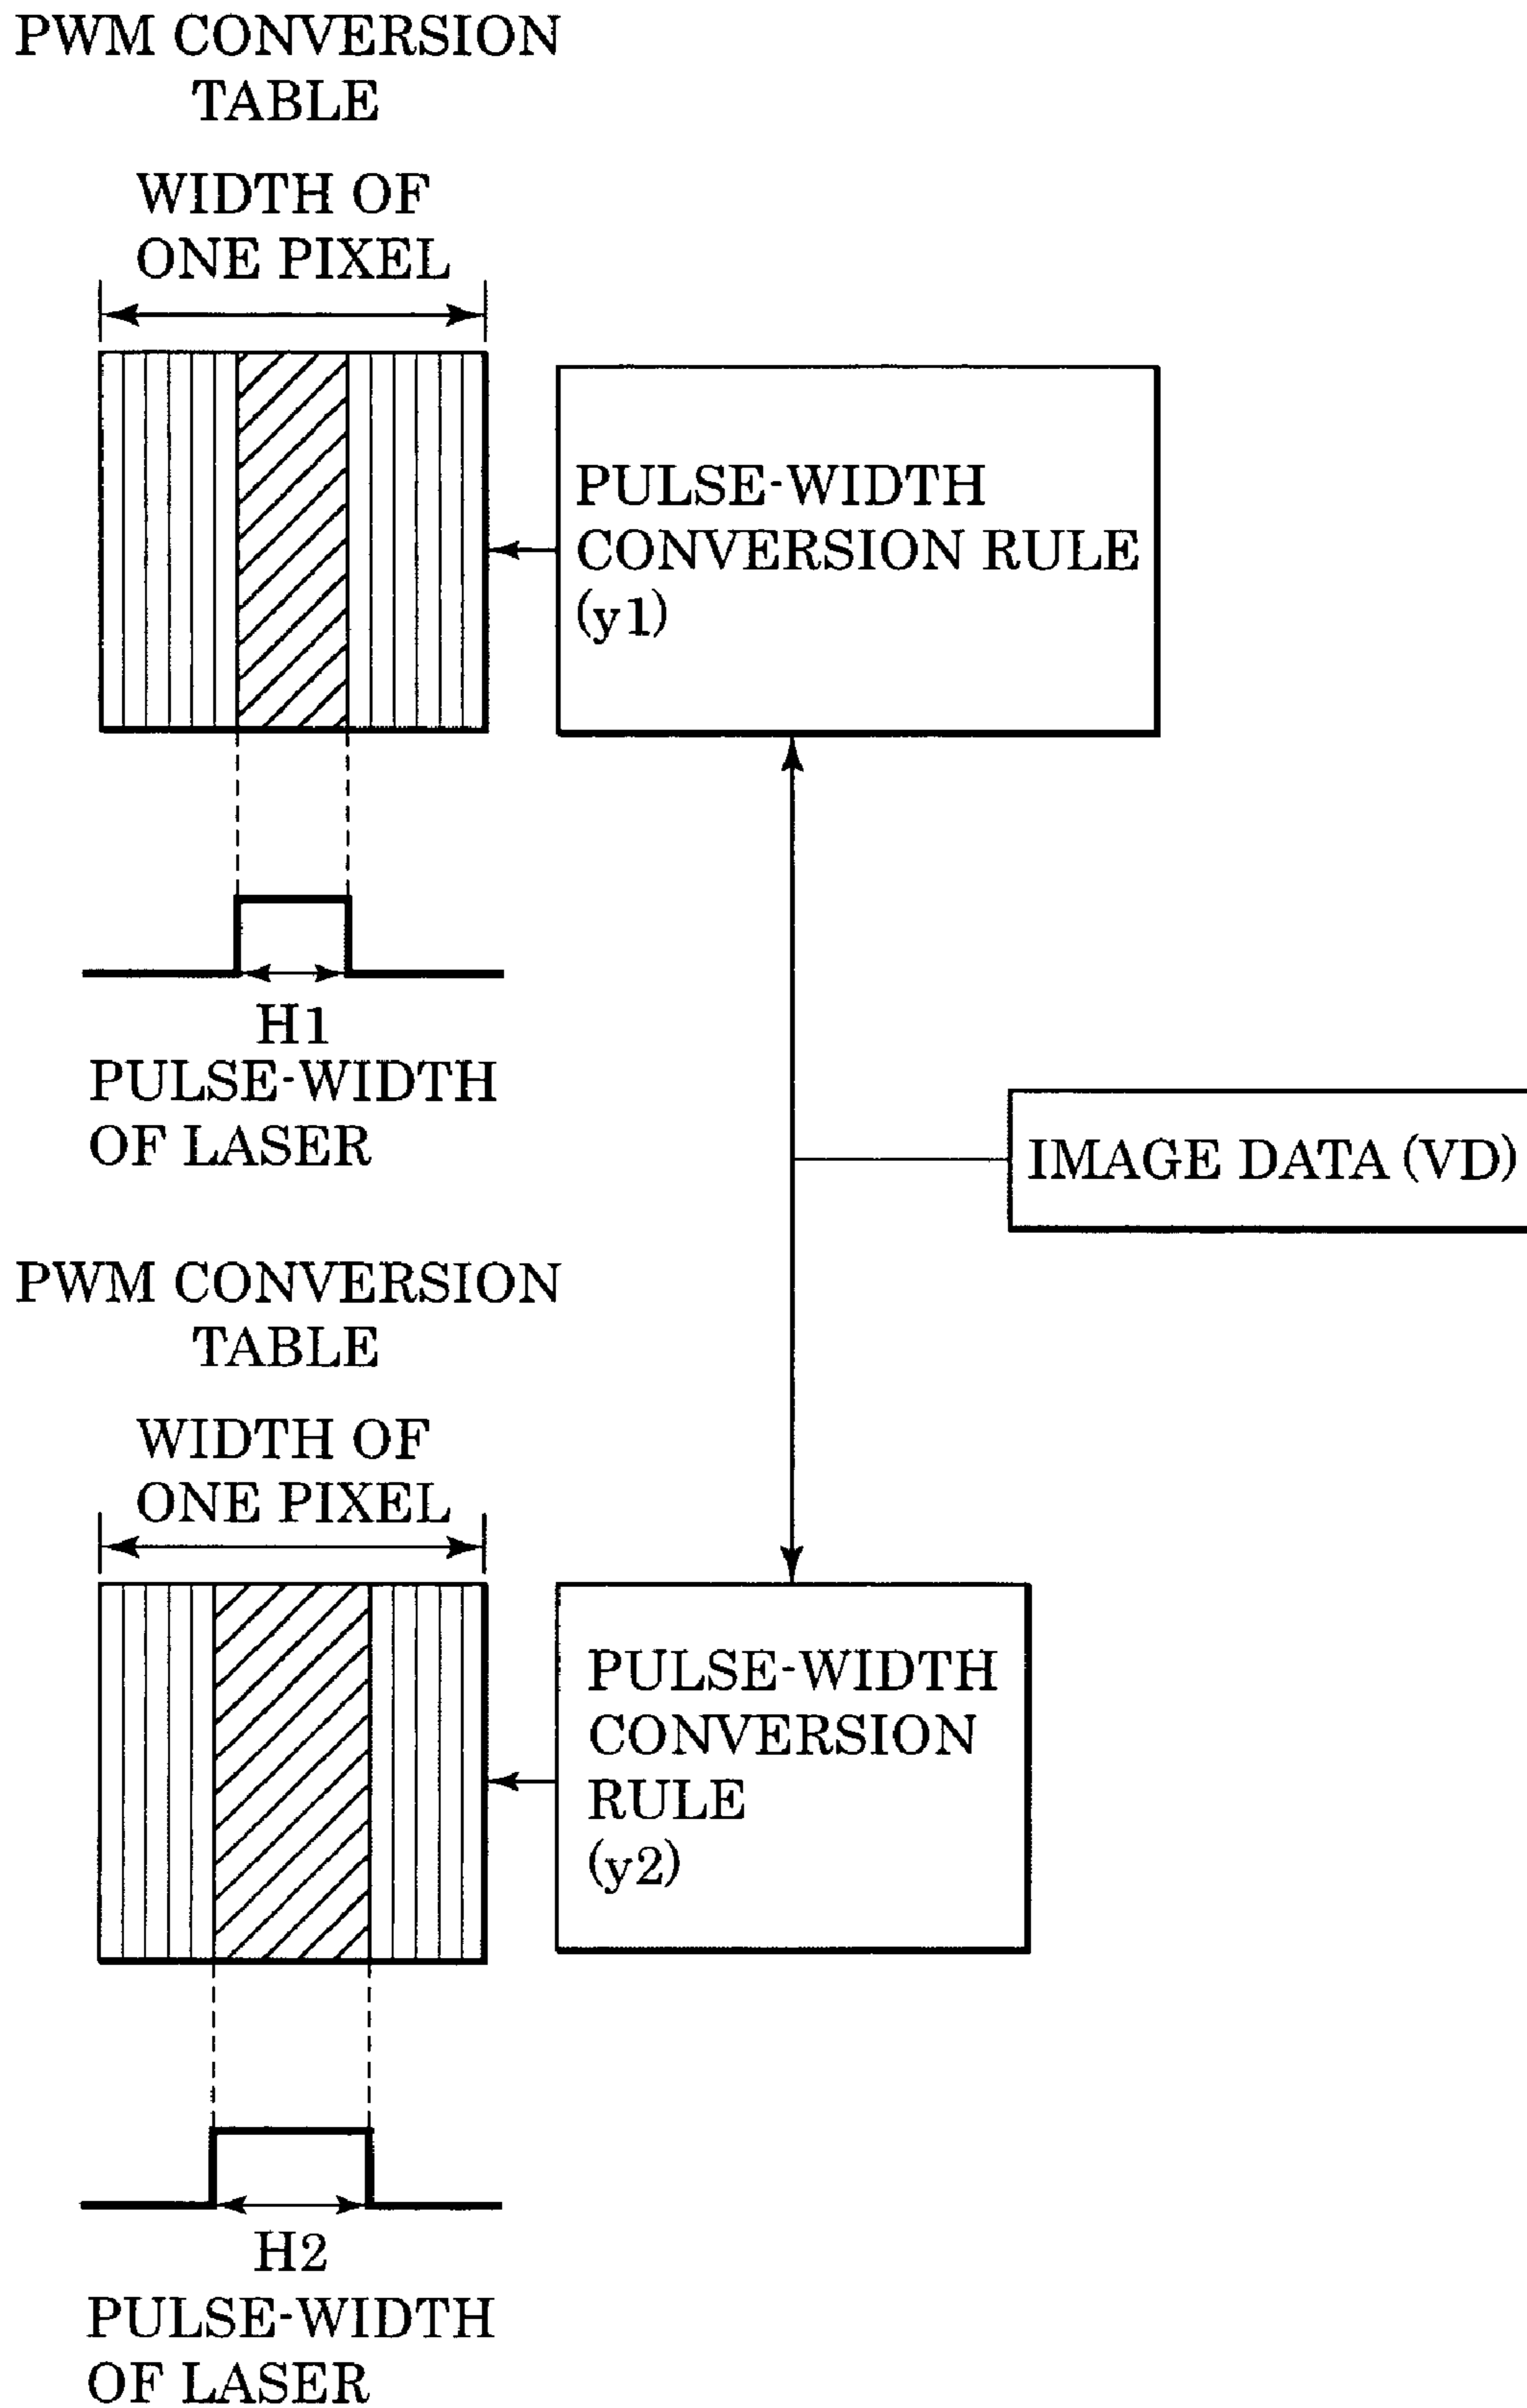 PWM CONVERSION
TABLE
WIDTH OF
ONE PIXEL
PULSE-WIDTH
CONVERSION RULE
(y1)
H1
PULSE-WIDTH
OF LASER
IMAGE DATA (VD)
PWM CONVERSION
TABLE
WIDTH OF
ONE PIXEL
PULSE-WIDTH
CONVERSION
RULE
(y2)
H2
PULSE-WIDTH
OF LASER